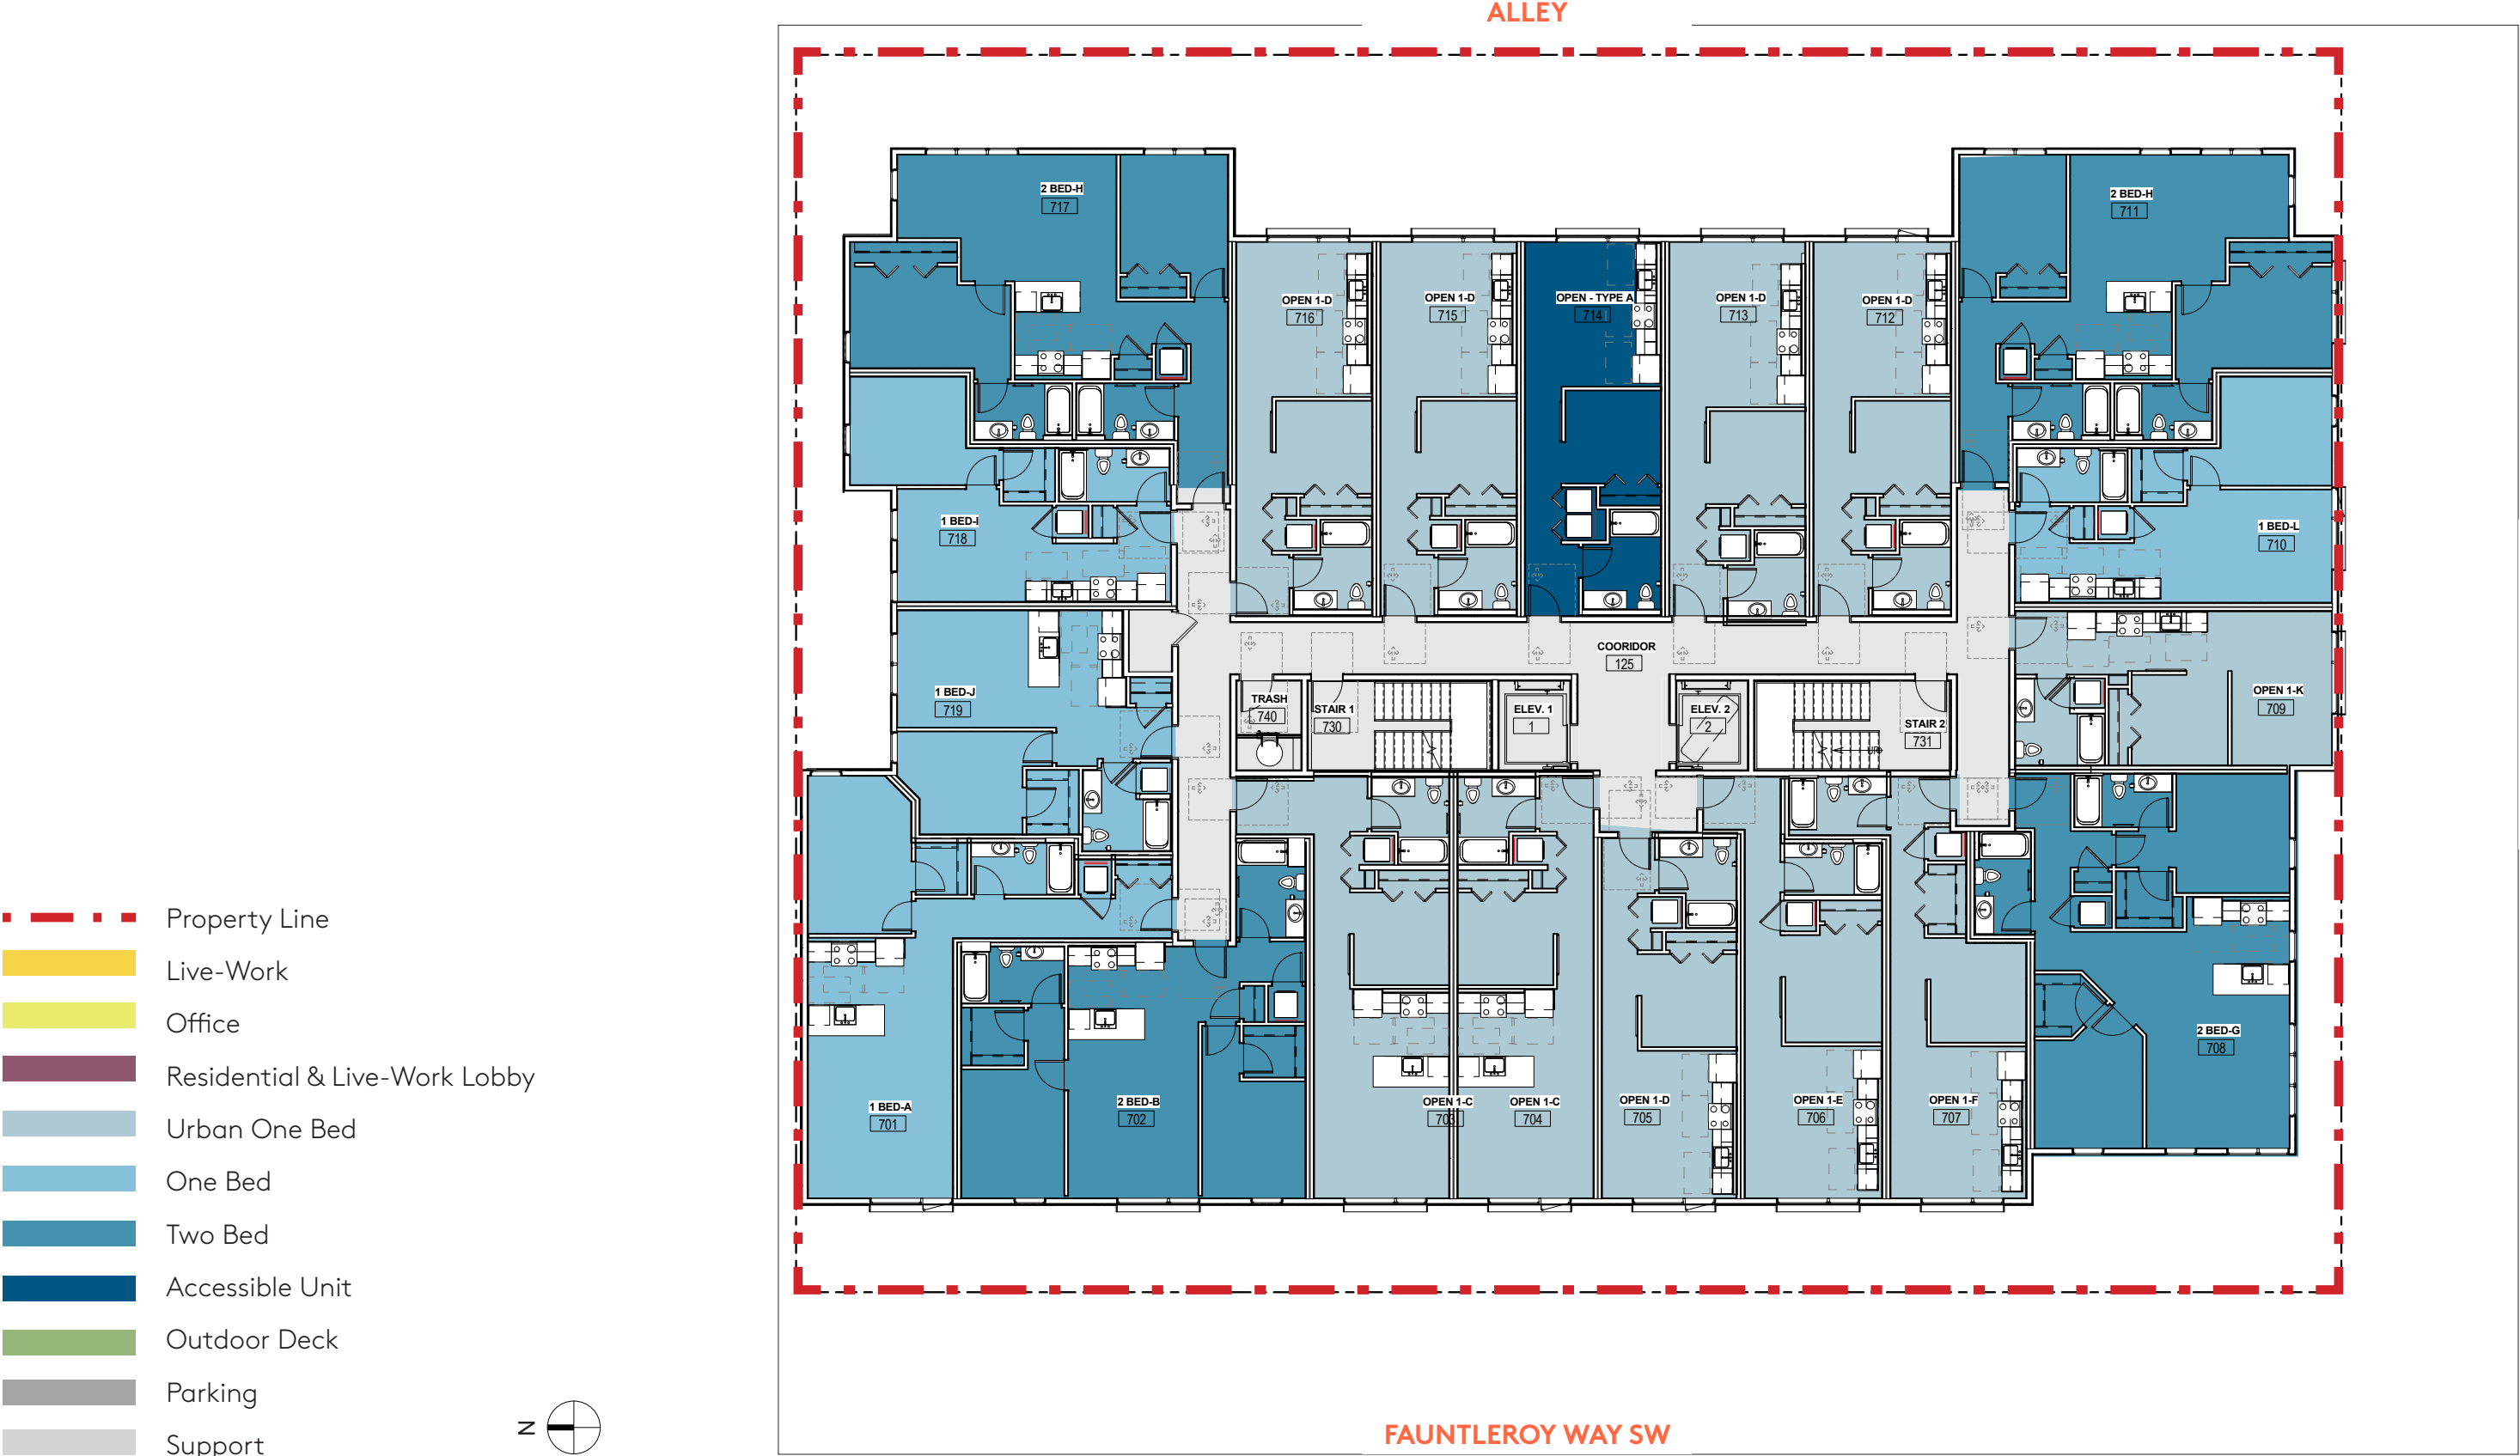 ALLEY
2 BED-H
717
2 BED-H
711
OPEN 1-D
716
OPEN 1-D
715
OPEN - TYPE A
714
OPEN 1-D
713
OPEN 1-D
712
1 BED-I
718
1 BED-L
710
COORIDOR
125
1 BED-J
719
TRASH
740
STAIR 1
730
ELEV. 1
1
ELEV. 2
2
STAIR 2
731
UP
OPEN 1-K
709
1 BED-A
701
2 BED-B
702
OPEN 1-C
703
OPEN 1-C
704
OPEN 1-D
705
OPEN 1-E
706
OPEN 1-F
707
2 BED-G
708
Property Line
Live-Work
Office
Residential & Live-Work Lobby
Urban One Bed
One Bed
Two Bed
Accessible Unit
Outdoor Deck
Parking
Support
N
FAUNTLEROY WAY SW